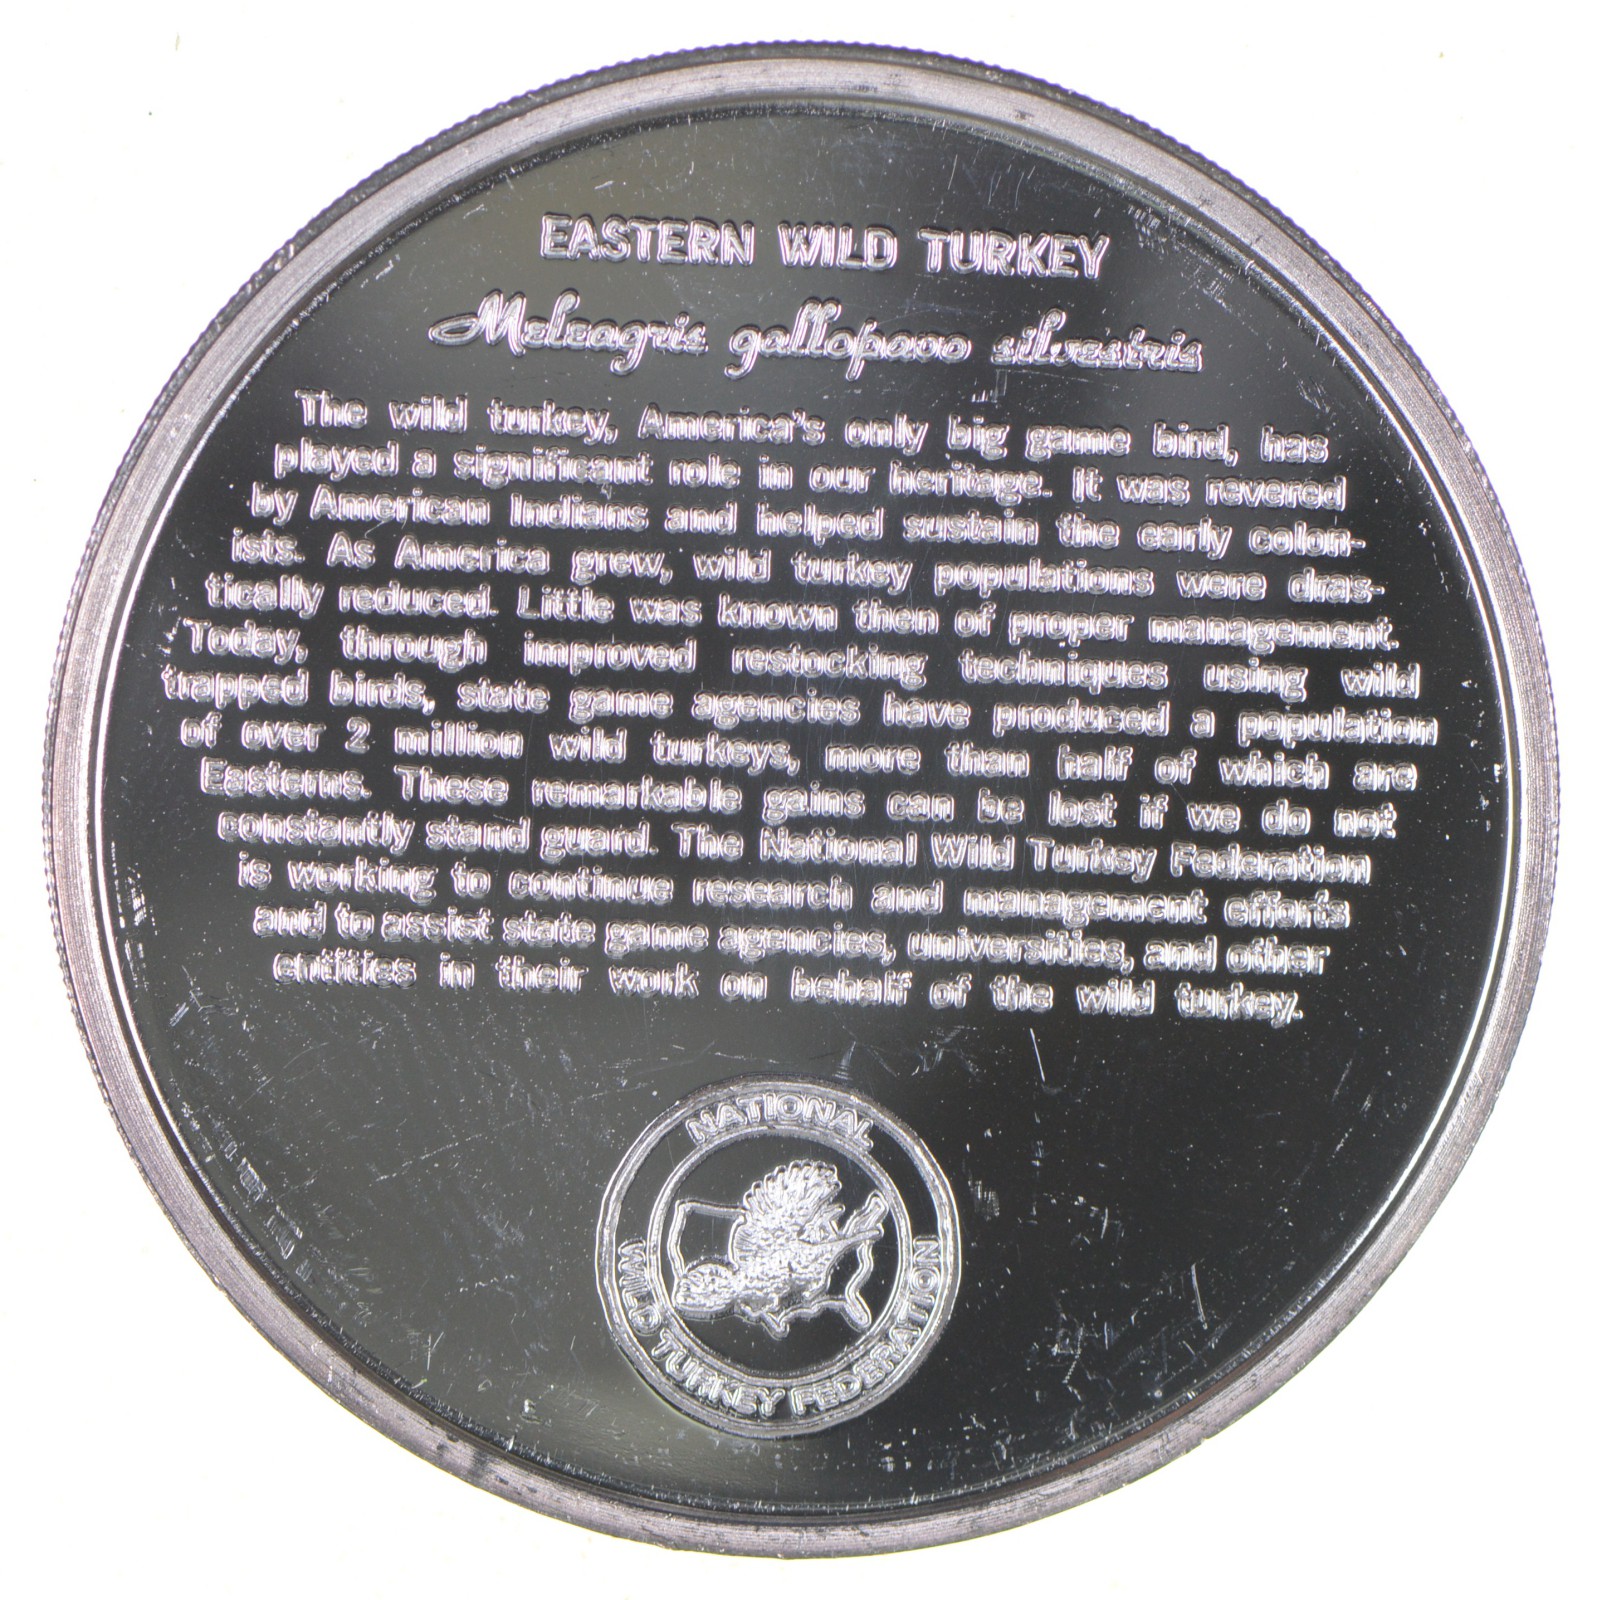 EASTERN WILD TURKEY
Meleagris gallopavo silvestris
The wild turkey, America's only big game bird, has
played a significant role in our heritage. It was revered
by American Indians and helped sustain the early colon-
ists. As America grew, wild turkey populations were dras-
tically reduced. Little was known then of proper management.
Today, through improved restocking techniques using wild
trapped birds, state game agencies have produced a population
of over 2 million wild turkeys, more than half of which are
Easterns. These remarkable gains can be lost if we do not
constantly stand guard. The National Wild Turkey Federation
is working to continue research and management efforts
and to assist state game agencies, universities, and other
entities in their work on behalf of the wild turkey.
NATIONAL
WILD TURKEY FEDERATION